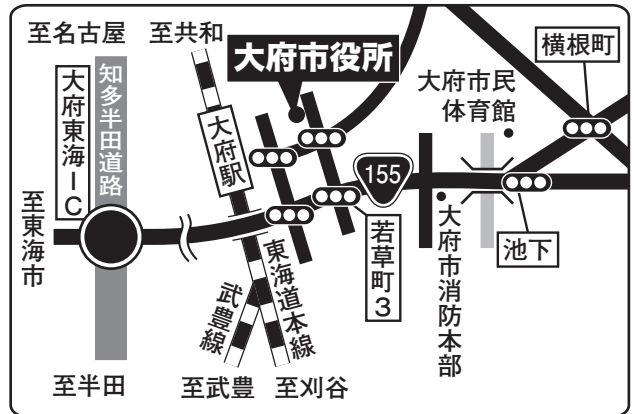 至名古屋
至共和
大府市役所
横根町
大府市民
体育館
知多半田道路
大府東海IC
大府駅
155
至東海市
若草町3
池下
大府市消防本部
東海道本線
武豊線
至半田
至武豊
至刈谷